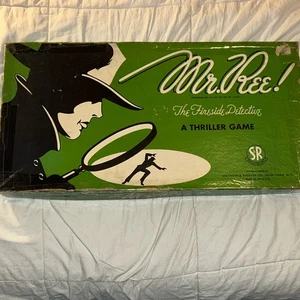 Mr. Ree!
The Fireside Detective
A THRILLER GAME
SR